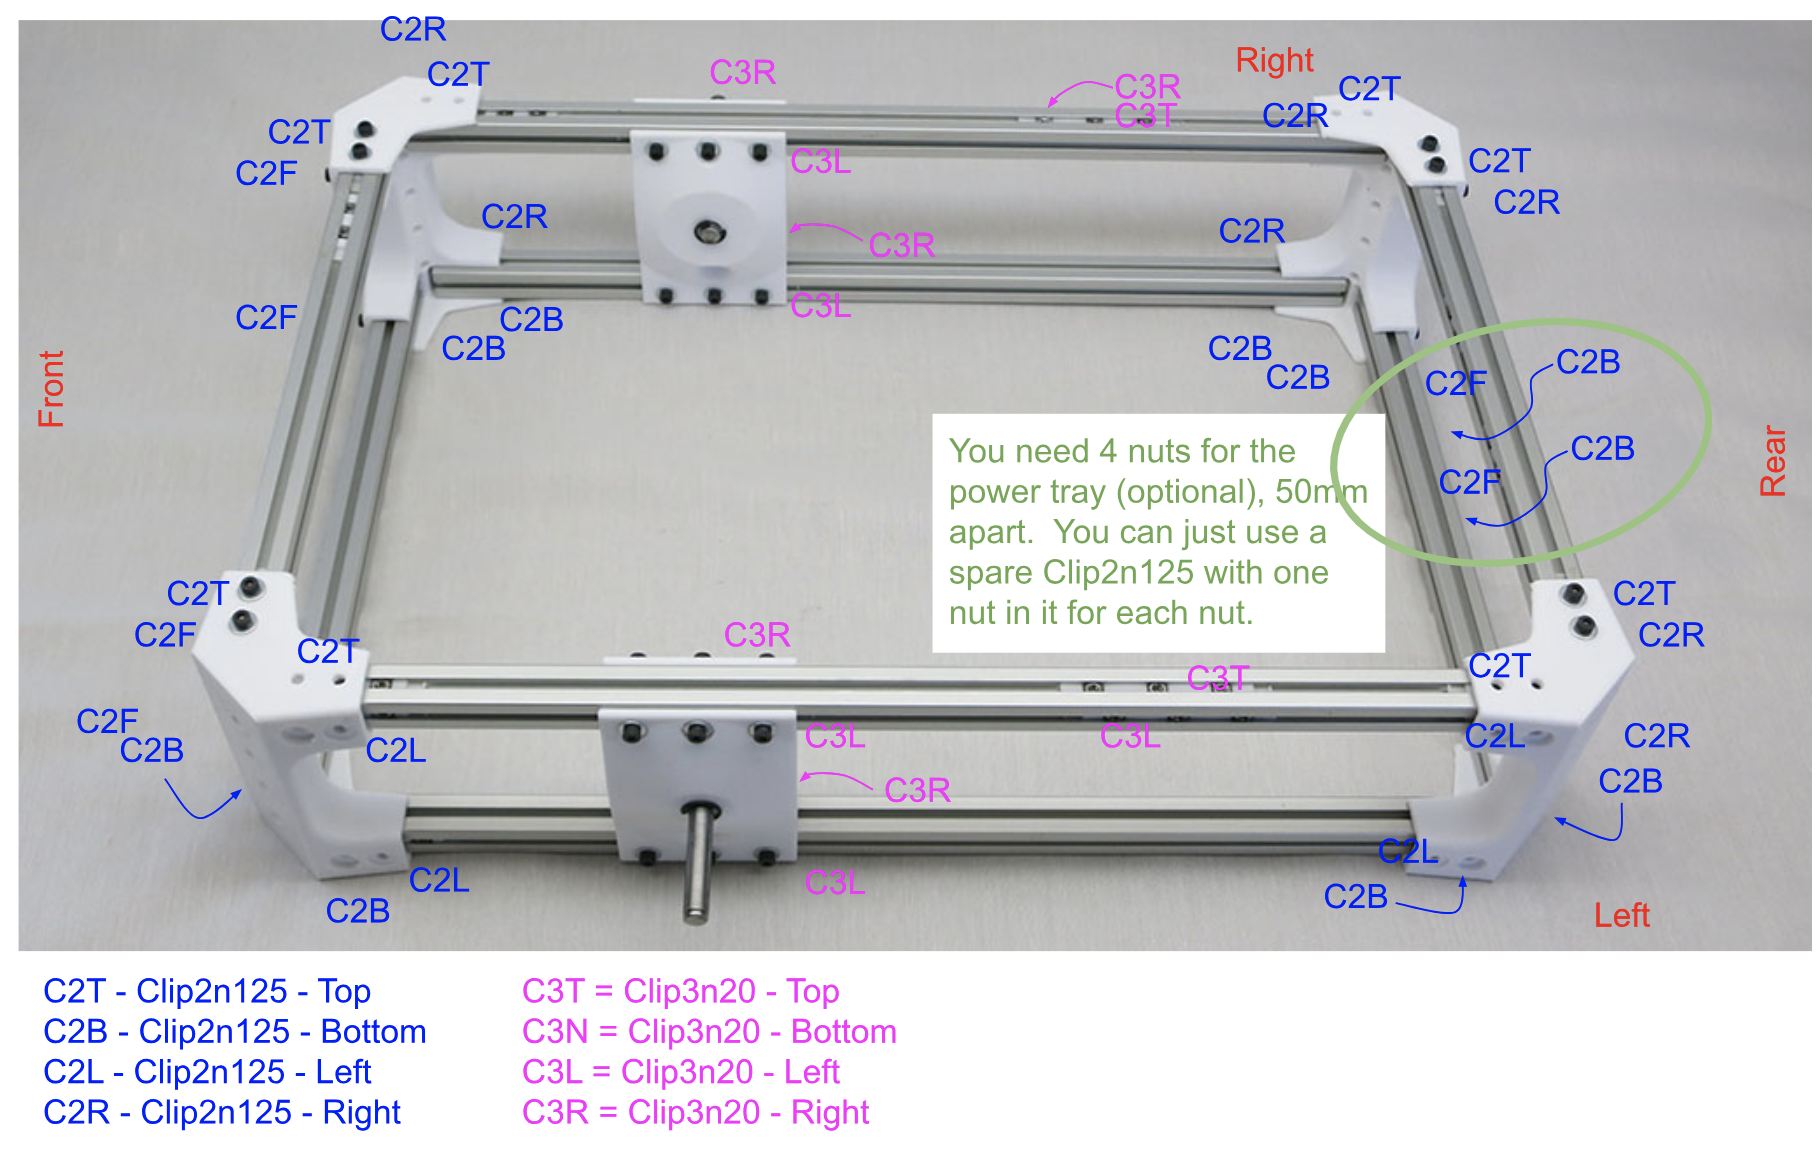 C2R
C2T
C3R
Right
C3R
C2T
C3T
C2R
C2T
C2F
C3L
C2T
C2R
C2R
C3R
C2R
C2F
C3L
C2B
C2B
C2B
C2B
Front
C2F
C2B
C2F
C2B
Rear
You need 4 nuts for the
power tray (optional), 50mm
apart.  You can just use a
spare Clip2n125 with one
nut in it for each nut.
C2T
C2F
C2T
C3R
C3T
C2T
C2T
C2R
C2F
C2B
C2L
C3L
C3L
C2L
C2R
C3R
C2B
C2L
C2B
C3L
C2L
C2B
Left
C2T - Clip2n125 - Top
C2B - Clip2n125 - Bottom
C2L - Clip2n125 - Left
C2R - Clip2n125 - Right
C3T = Clip3n20 - Top
C3N = Clip3n20 - Bottom
C3L = Clip3n20 - Left
C3R = Clip3n20 - Right